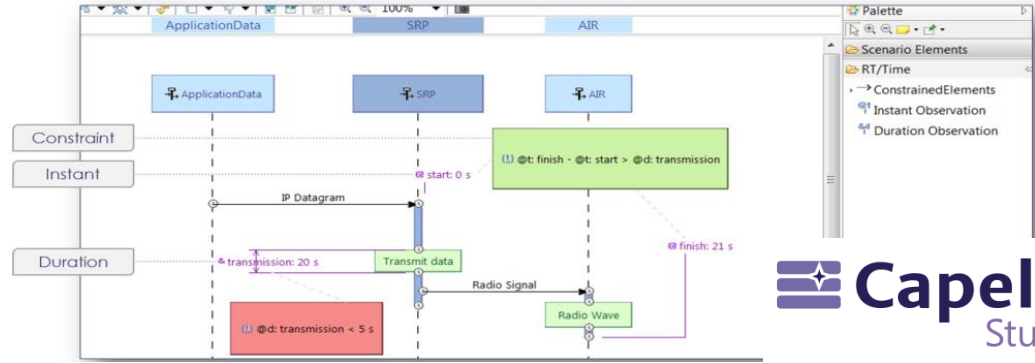 100%
Palette
ApplicationData SRP AIR
Scenario Elements
RT/Time
ApplicationData SRP AIR
ConstrainedElements
Instant Observation
Duration Observation
Constraint
@t: finish - @t: start > @d: transmission
Instant
start: 0 s
IP Datagram
finish: 21 s
Duration
transmission: 20 s
Transmit data
Capel
Radio Signal
Stu
Radio Wave
@d: transmission < 5 s